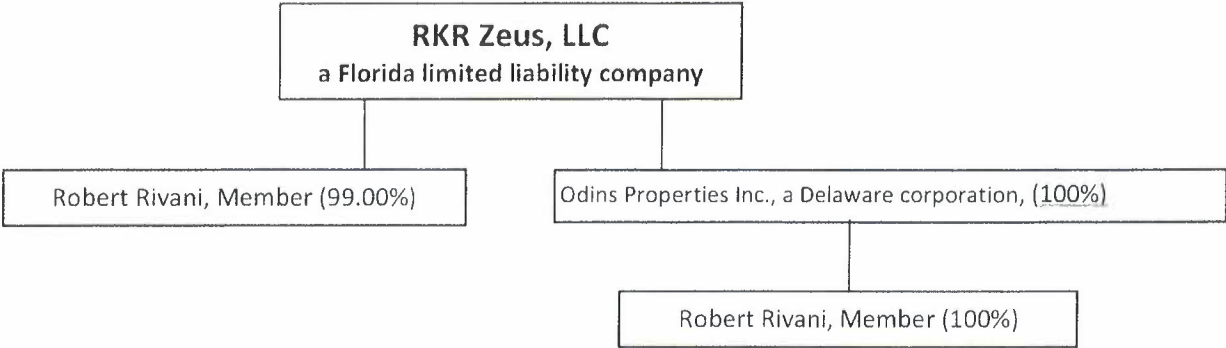 RKR Zeus, LLC
a Florida limited liability company
Robert Rivani, Member (99.00%)
Odins Properties Inc., a Delaware corporation, (100%)
Robert Rivani, Member (100%)